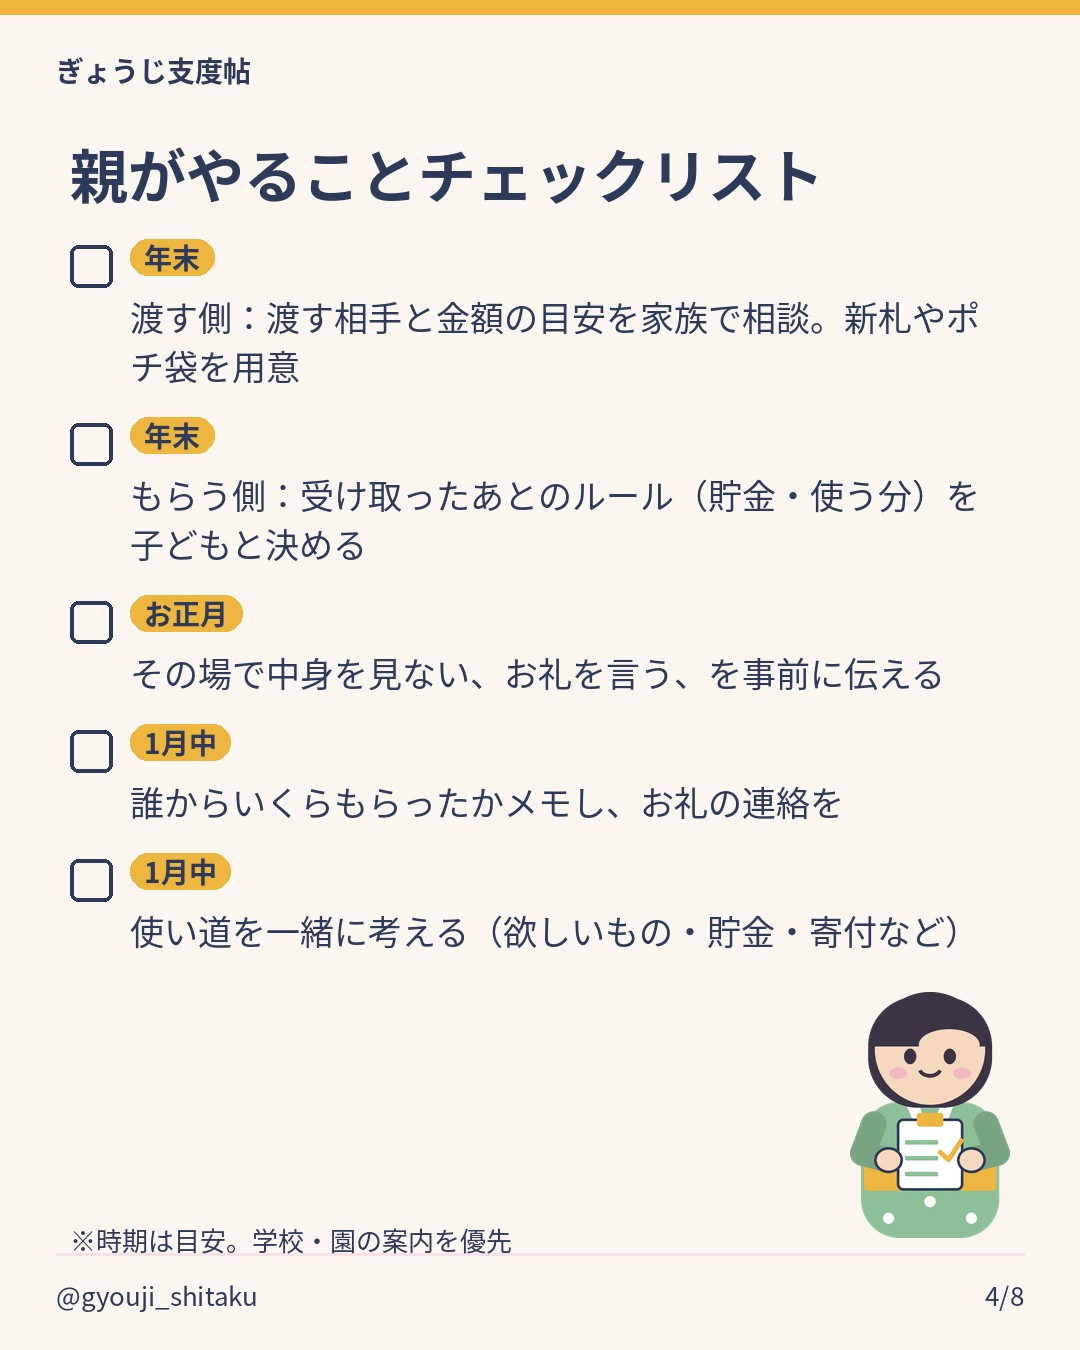 ぎょうじ支度帖
親がやることチェックリスト
年末
渡す側：渡す相手と金額の目安を家族で相談。新札やポ
チ袋を用意
年末
もらう側：受け取ったあとのルール（貯金・使う分）を
子どもと決める
お正月
その場で中身を見ない、お礼を言う、を事前に伝える
1月中
誰からいくらもらったかメモし、お礼の連絡を
1月中
使い道を一緒に考える（欲しいもの・貯金・寄付など）
※時期は目安。学校・園の案内を優先
@gyouji_shitaku
4/8